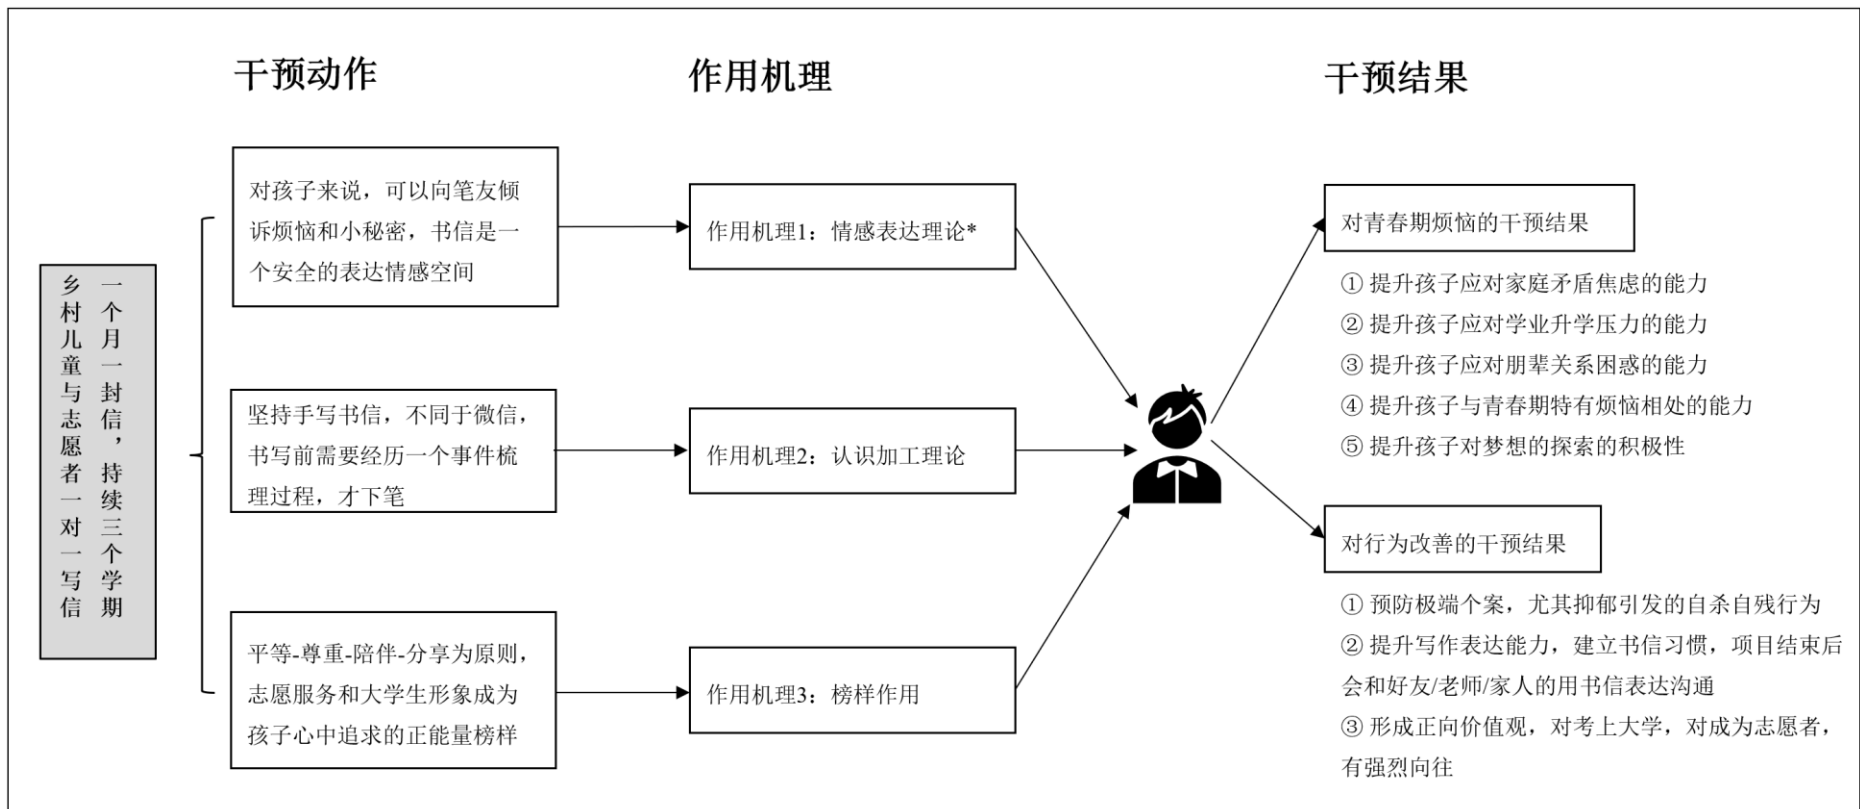 干预动作
作用机理
干预结果
乡村儿童与志愿者一对一写信
一个月一封信，持续三个学期
对孩子来说，可以向笔友倾
诉烦恼和小秘密，书信是一
个安全的表达情感空间
坚持手写书信，不同于微信，
书写前需要经历一个事件梳
理过程，才下笔
平等-尊重-陪伴-分享为原则，
志愿服务和大学生形象成为
孩子心中追求的正能量榜样
作用机理1：情感表达理论*
作用机理2：认识加工理论
作用机理3：榜样作用
对青春期烦恼的干预结果
① 提升孩子应对家庭矛盾焦虑的能力
② 提升孩子应对学业升学压力的能力
③ 提升孩子应对朋辈关系困惑的能力
④ 提升孩子与青春期特有烦恼相处的能力
⑤ 提升孩子对梦想的探索的积极性
对行为改善的干预结果
① 预防极端个案，尤其抑郁引发的自杀自残行为
② 提升写作表达能力，建立书信习惯，项目结束后
会和好友/老师/家人的用书信表达沟通
③ 形成正向价值观，对考上大学，对成为志愿者，
有强烈向往